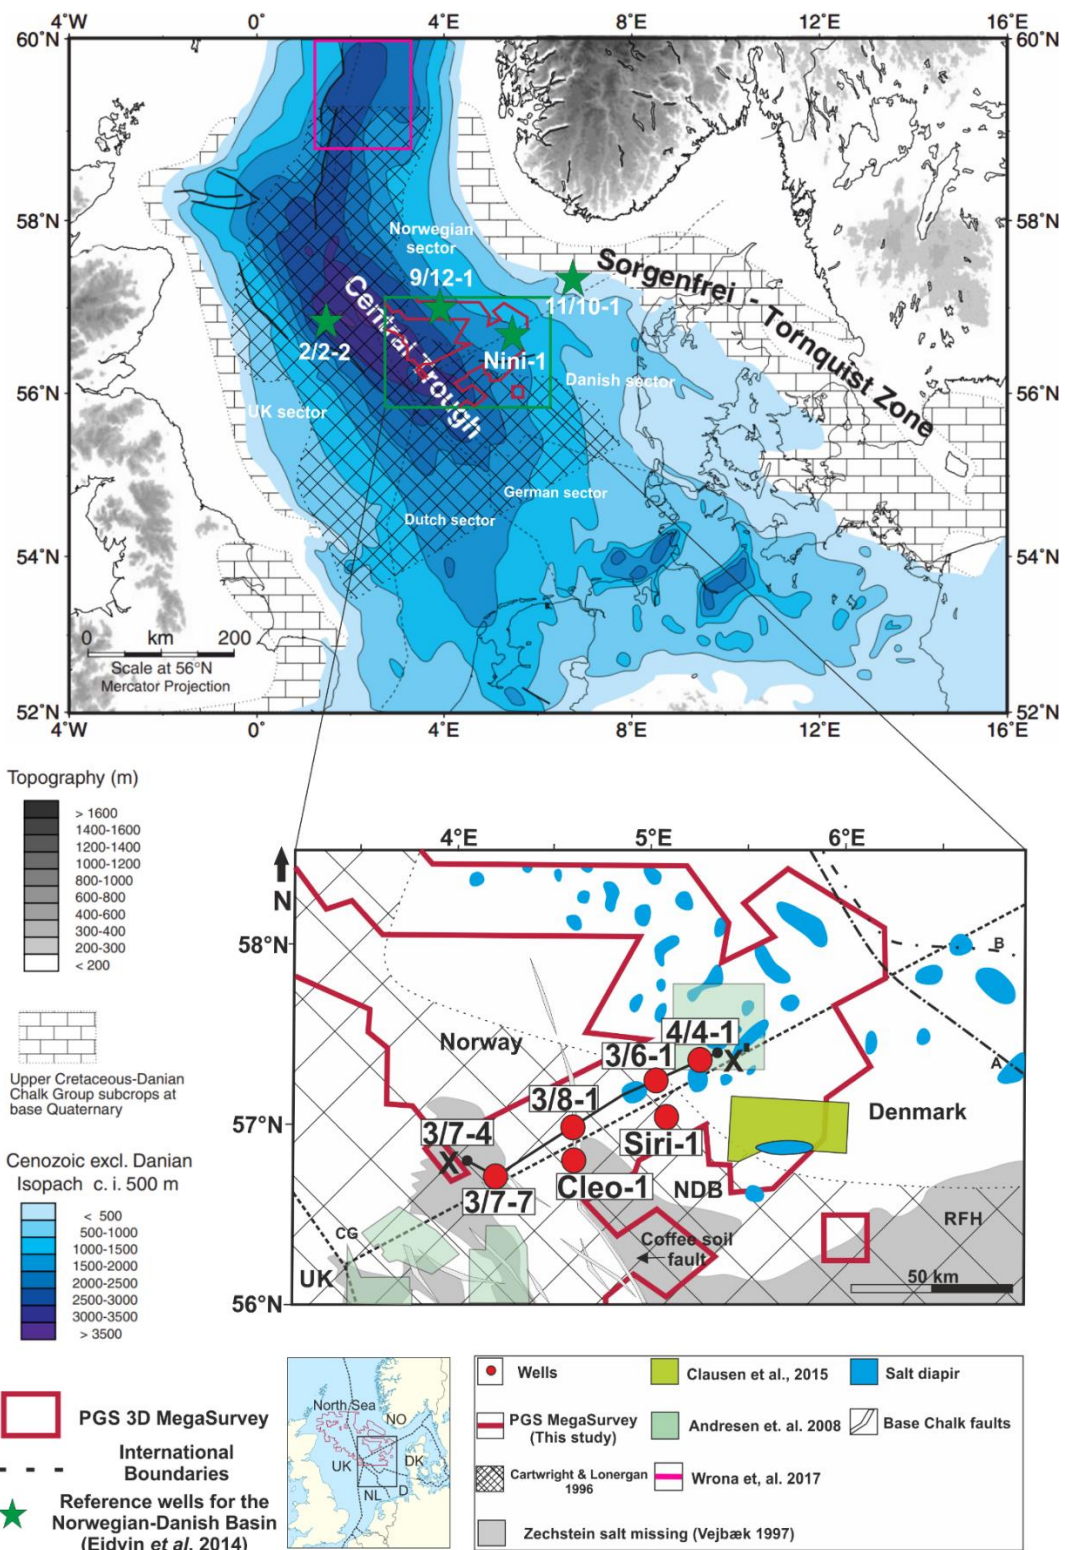 4°W 0° 4°E 8°E 12°E 16°E
60°N 60°N
58°N 58°N
56°N 56°N
54°N 54°N
52°N 52°N
4°W 0° 4°E 8°E 12°E 16°E
Norwegian
sector
9/12-1
Sorgenfrei - Tornquist Zone
11/10-1
Central Trough
2/2-2
Nini-1
Danish sector
UK sector
German sector
Dutch sector
0 km 200
Scale at 56°N
Mercator Projection
Topography (m)
> 1600
1400-1600
1200-1400
1000-1200
800-1000
600-800
400-600
300-400
200-300
< 200
Upper Cretaceous-Danian
Chalk Group subcrops at
base Quaternary
Cenozoic excl. Danian
Isopach c. i. 500 m
< 500
500-1000
1000-1500
1500-2000
2000-2500
2500-3000
3000-3500
> 3500
4°E 5°E 6°E
N
58°N
57°N
56°N
B
A
Norway
4/4-1
3/6-1
X'
3/8-1
Denmark
3/7-4
Siri-1
X
Cleo-1
3/7-7
NDB
RFH
CG
Coffee soil
fault
UK
50 km
PGS 3D MegaSurvey
International
Boundaries
Reference wells for the
Norwegian-Danish Basin
(Eidvin et al. 2014)
North Sea
NO
UK
DK
NL
D
Wells
Clausen et al., 2015
Salt diapir
PGS MegaSurvey
(This study)
Andresen et. al. 2008
Base Chalk faults
Cartwright & Lonergan
1996
Wrona et, al. 2017
Zechstein salt missing (Vejbæk 1997)